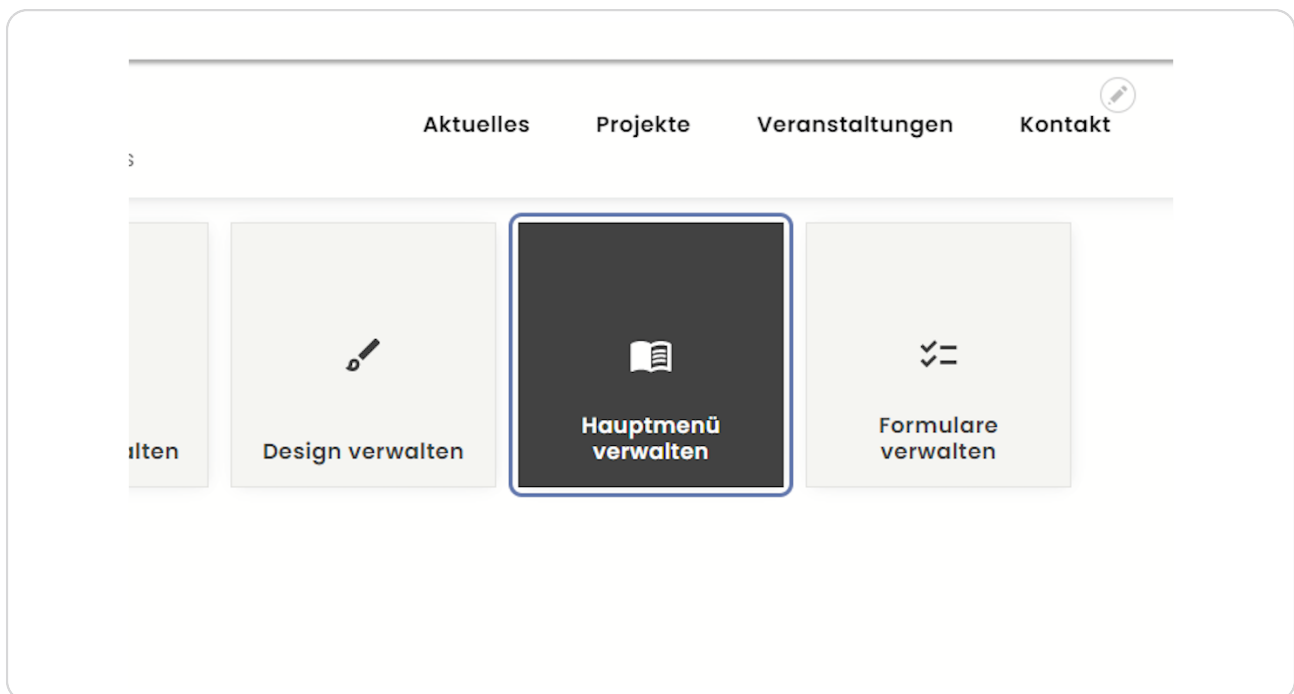 Aktuelles Projekte Veranstaltungen Kontakt
s
Design verwalten
Hauptmenü
verwalten
Formulare
verwalten